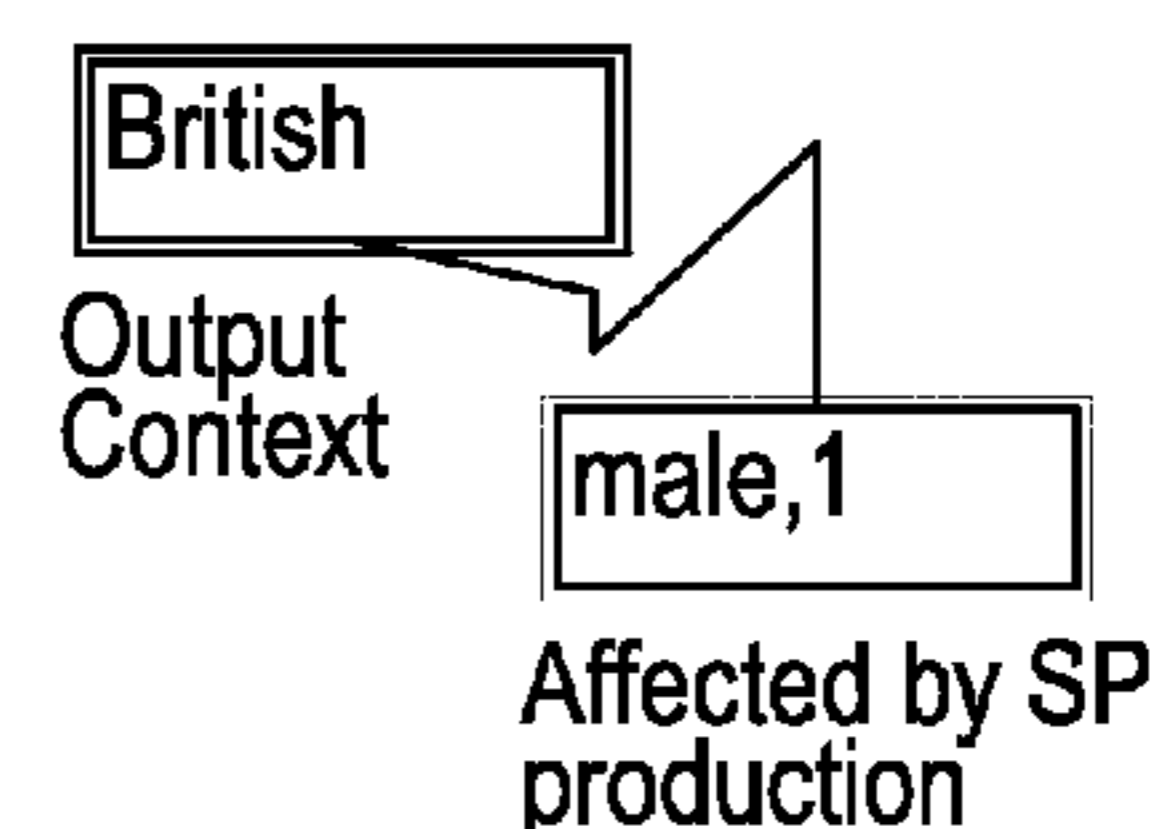 British
Output
Context
male,1
Affected by SP
production